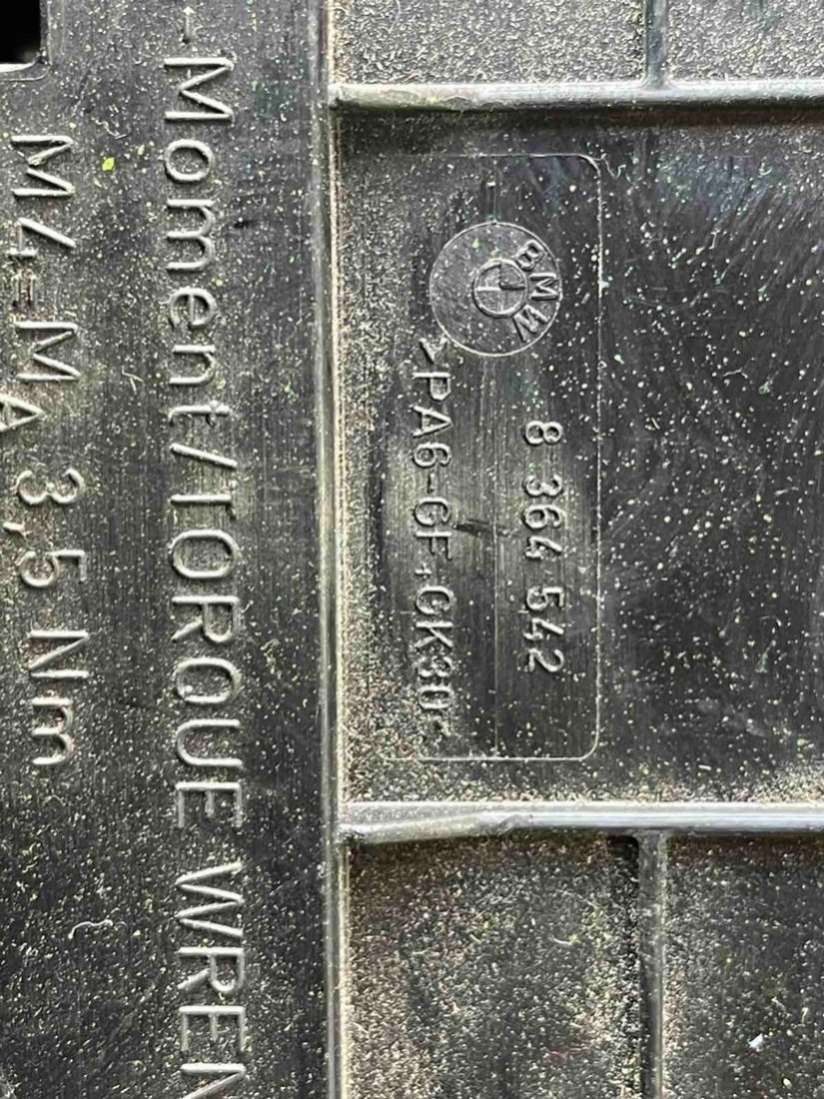 BMW
8 364 542
>PA6-GF+GK30<
-Moment/TORQUE WREN
M4=MA 3,5 Nm